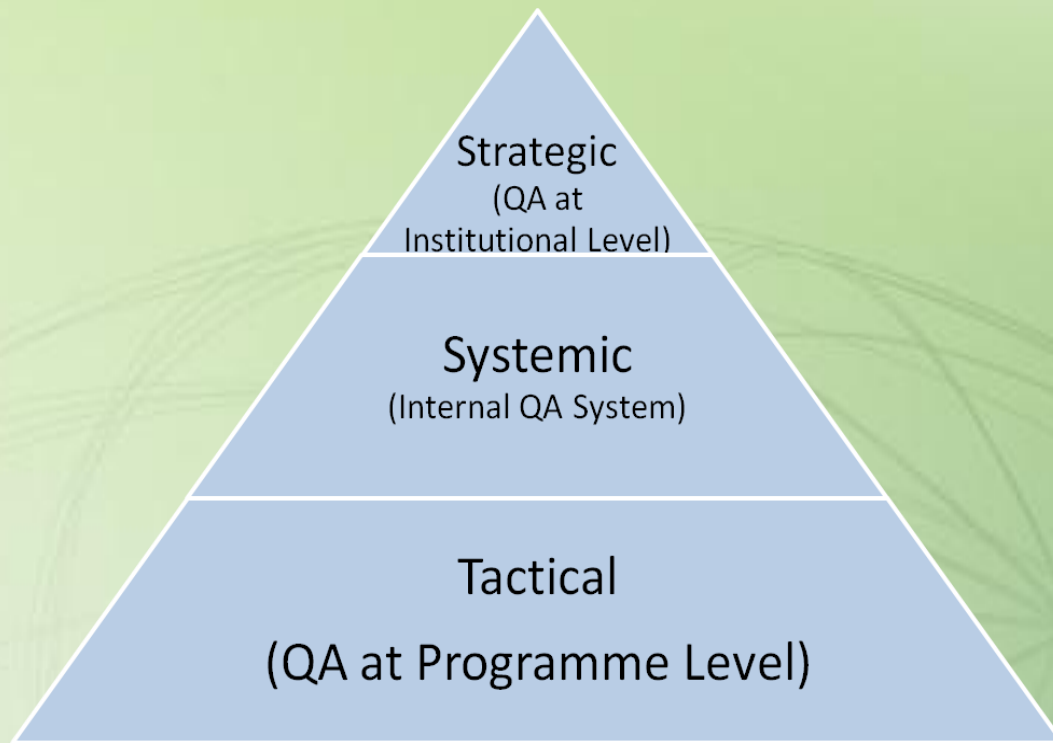 Strategic
(QA at
Institutional Level)
Systemic
(Internal QA System)
Tactical
(QA at Programme Level)